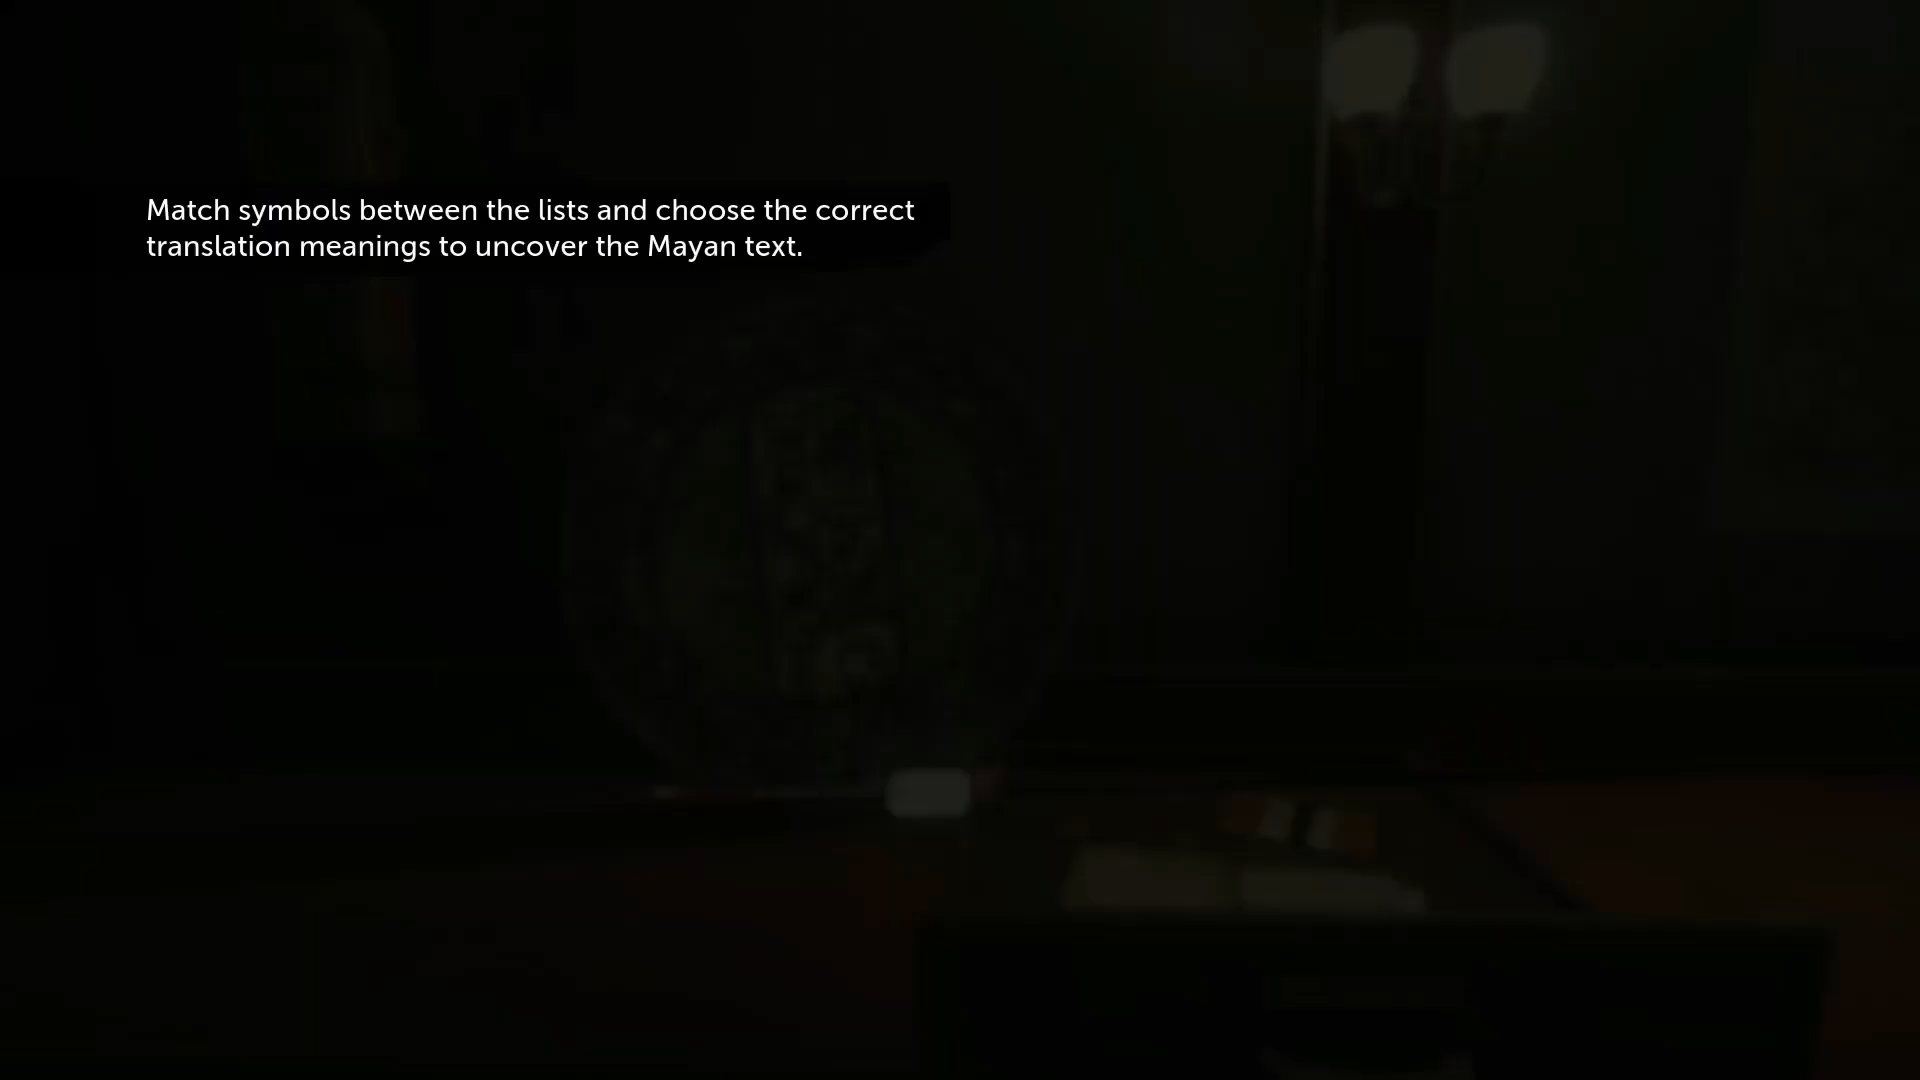 Match symbols between the lists and choose the correct
translation meanings to uncover the Mayan text.